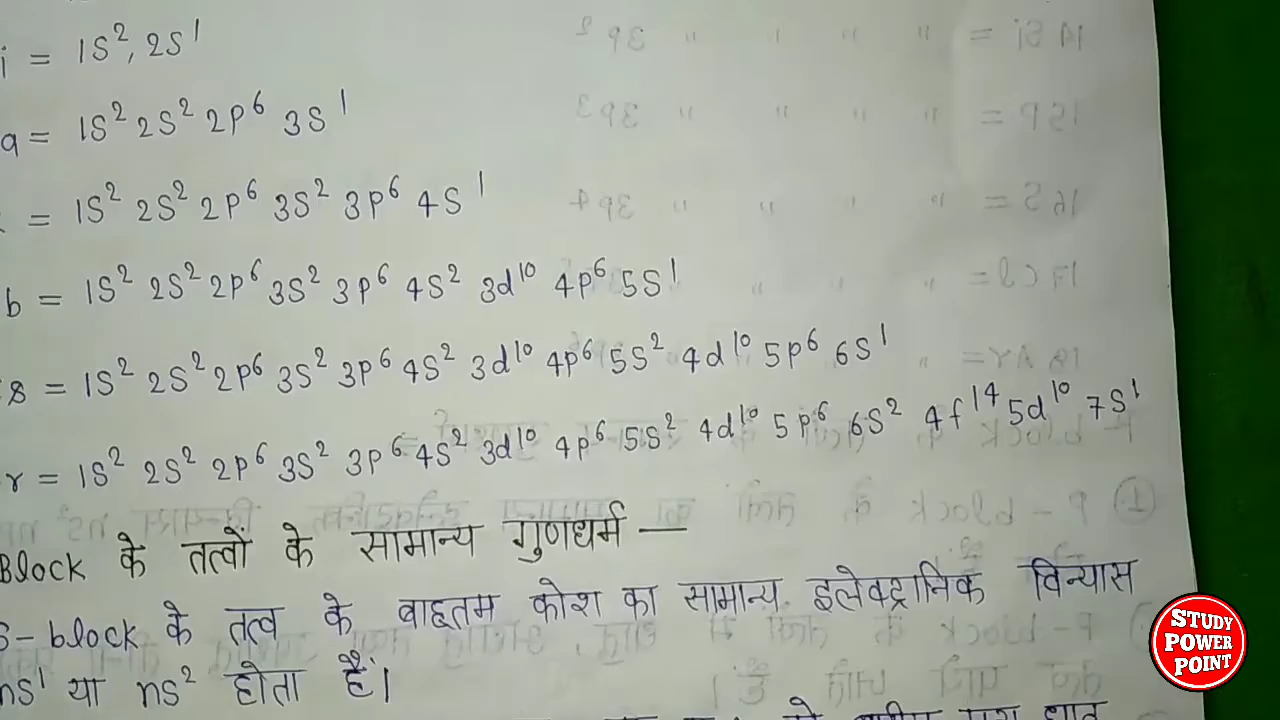 i = 1S², 2S¹
a = 1S² 2S² 2P⁶ 3S¹
= 1S² 2S² 2P⁶ 3S² 3P⁶ 4S¹
b = 1S² 2S² 2P⁶ 3S² 3P⁶ 4S² 3d¹⁰ 4P⁶ 5S¹
s = 1S² 2S² 2P⁶ 3S² 3P⁶ 4S² 3d¹⁰ 4P⁶ 5S² 4d¹⁰ 5P⁶ 6S¹
r = 1S² 2S² 2P⁶ 3S² 3P⁶ 4S² 3d¹⁰ 4P⁶ 5S² 4d¹⁰ 5P⁶ 6S² 4f¹⁴ 5d¹⁰ 7S¹
Block के तत्वों के सामान्य गुणधर्म —
S-block के तत्व के बाह्तम कोश का सामान्य इलेक्ट्रानिक विन्यास
nS¹ या nS² होता है।
STUDY
POWER
POINT